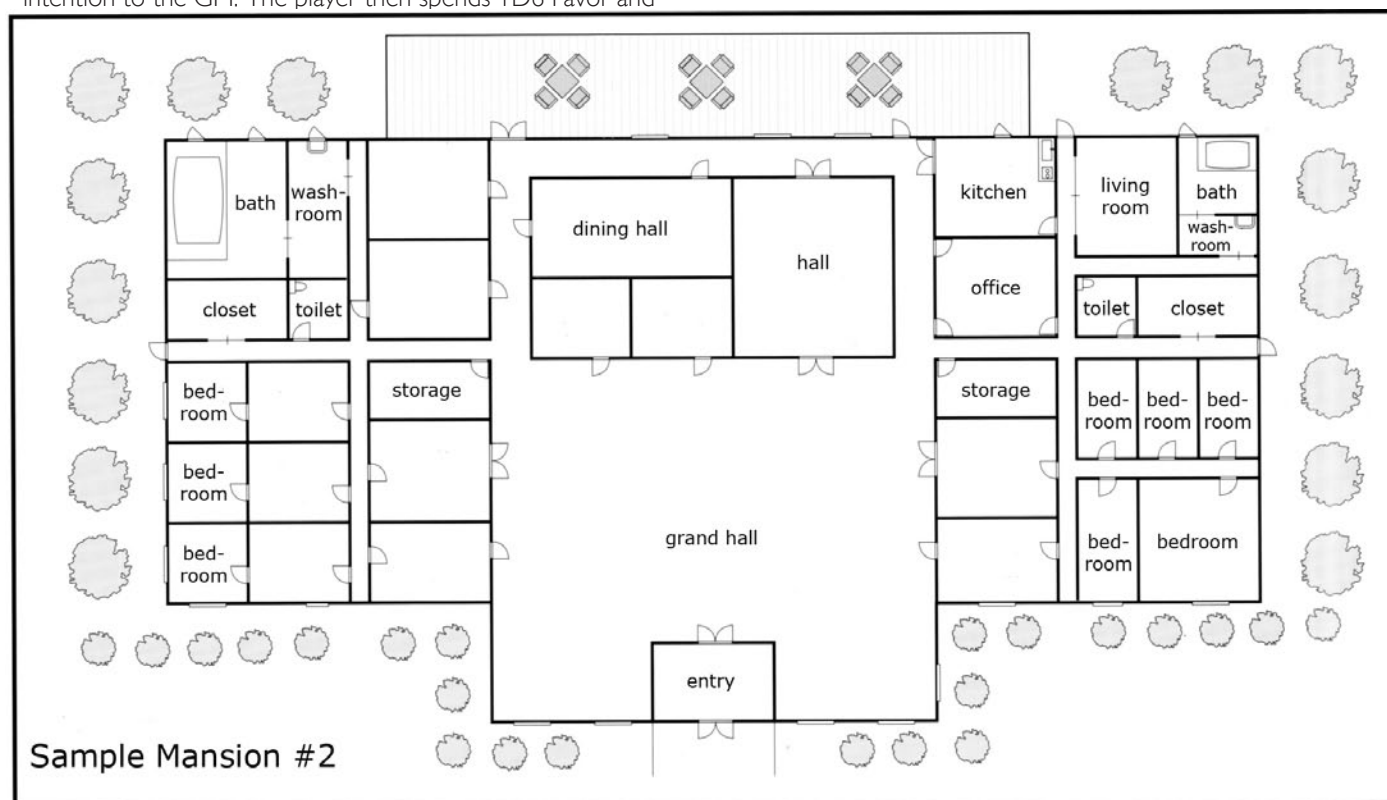 intention to the GM. The player then spends 1D6 Favor and
bath
wash-
room
dining hall
hall
kitchen
living
room
bath
wash-
room
closet
toilet
office
toilet
closet
bed-
room
storage
storage
bed-
room
bed-
room
bed-
room
bed-
room
bed-
room
grand hall
bed-
room
bedroom
entry
Sample Mansion #2